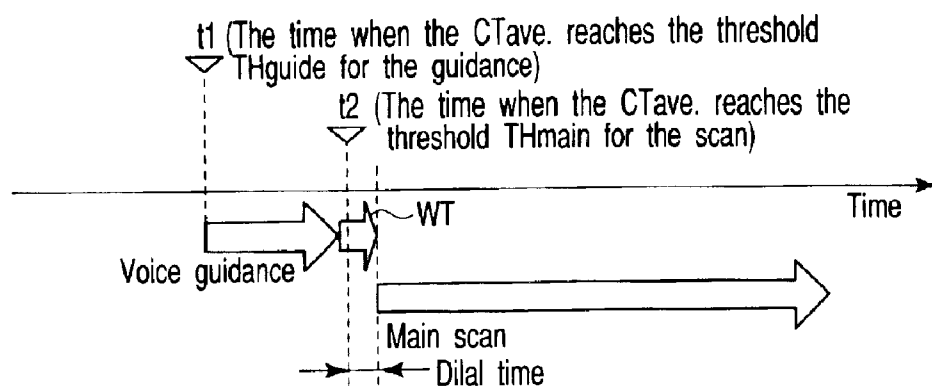 t1 (The time when the CTave. reaches the threshold
THguide for the guidance)
t2 (The time when the CTave. reaches the
threshold THmain for the scan)
Time
WT
Voice guidance
Main scan
Dilal time